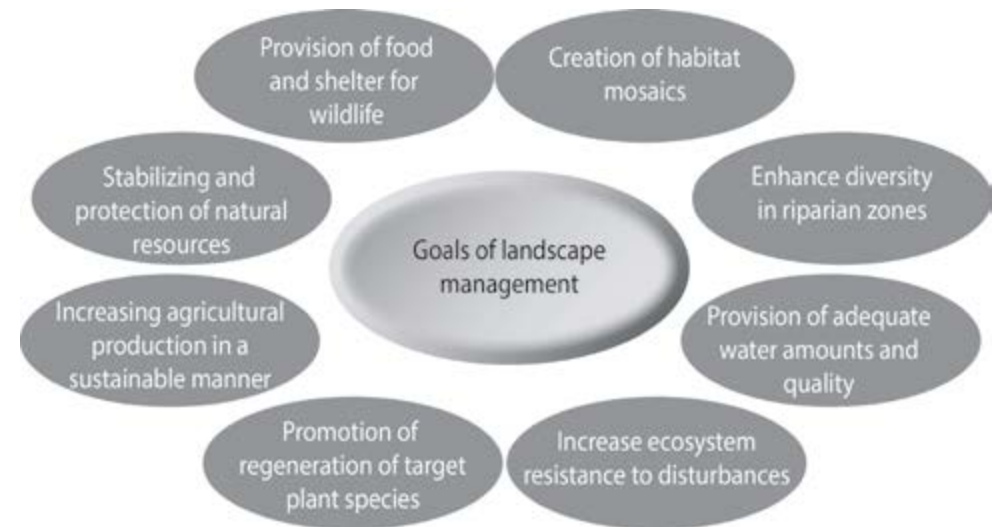 Provision of food
and shelter for
wildlife
Creation of habitat
mosaics
Stabilizing and
protection of natural
resources
Enhance diversity
in riparian zones
Goals of landscape
management
Increasing agricultural
production in a
sustainable manner
Provision of adequate
water amounts and
quality
Promotion of
regeneration of target
plant species
Increase ecosystem
resistance to disturbances